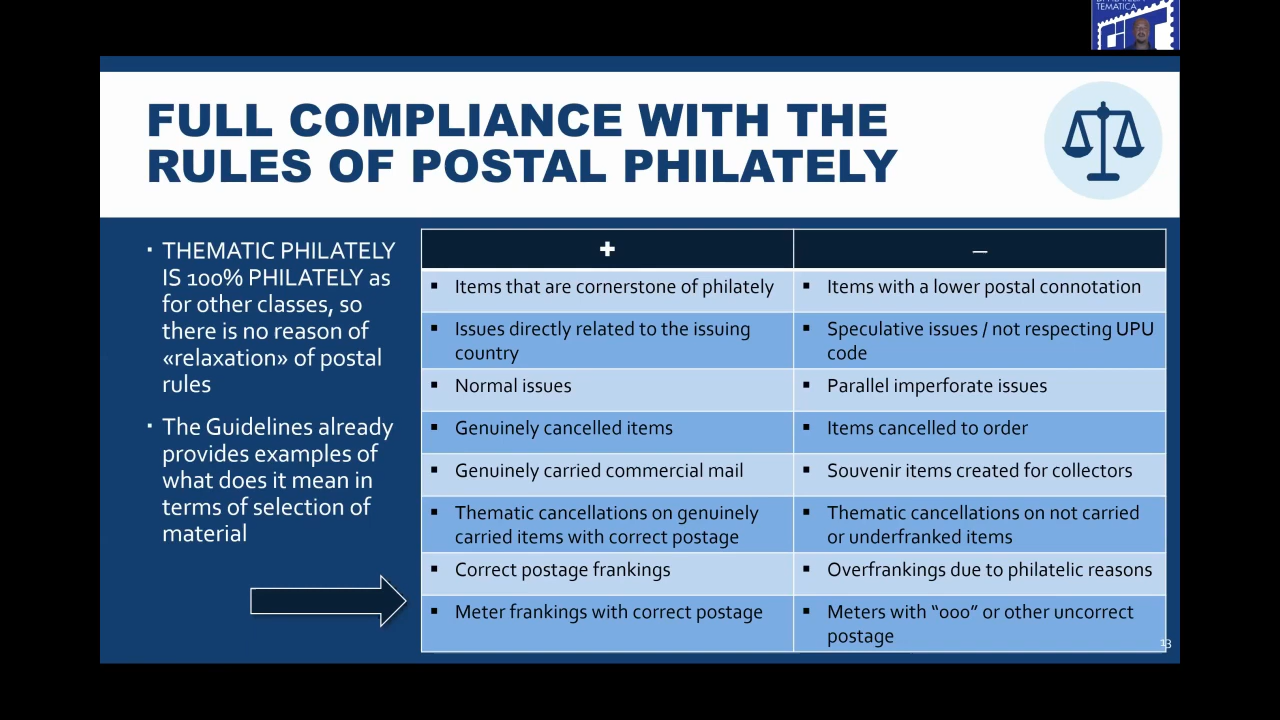 DI FILATELIA
TEMATICA
FULL COMPLIANCE WITH THE
RULES OF POSTAL PHILATELY
▪ THEMATIC PHILATELY
IS 100% PHILATELY as
for other classes, so
there is no reason of
«relaxation» of postal
rules
▪ The Guidelines already
provides examples of
what does it mean in
terms of selection of
material
+
–
▪ Items that are cornerstone of philately
▪ Items with a lower postal connotation
▪ Issues directly related to the issuing
country
▪ Speculative issues / not respecting UPU
code
▪ Normal issues
▪ Parallel imperforate issues
▪ Genuinely cancelled items
▪ Items cancelled to order
▪ Genuinely carried commercial mail
▪ Souvenir items created for collectors
▪ Thematic cancellations on genuinely
carried items with correct postage
▪ Thematic cancellations on not carried
or underfranked items
▪ Correct postage frankings
▪ Overfrankings due to philatelic reasons
▪ Meter frankings with correct postage
▪ Meters with “000” or other uncorrect
postage
13